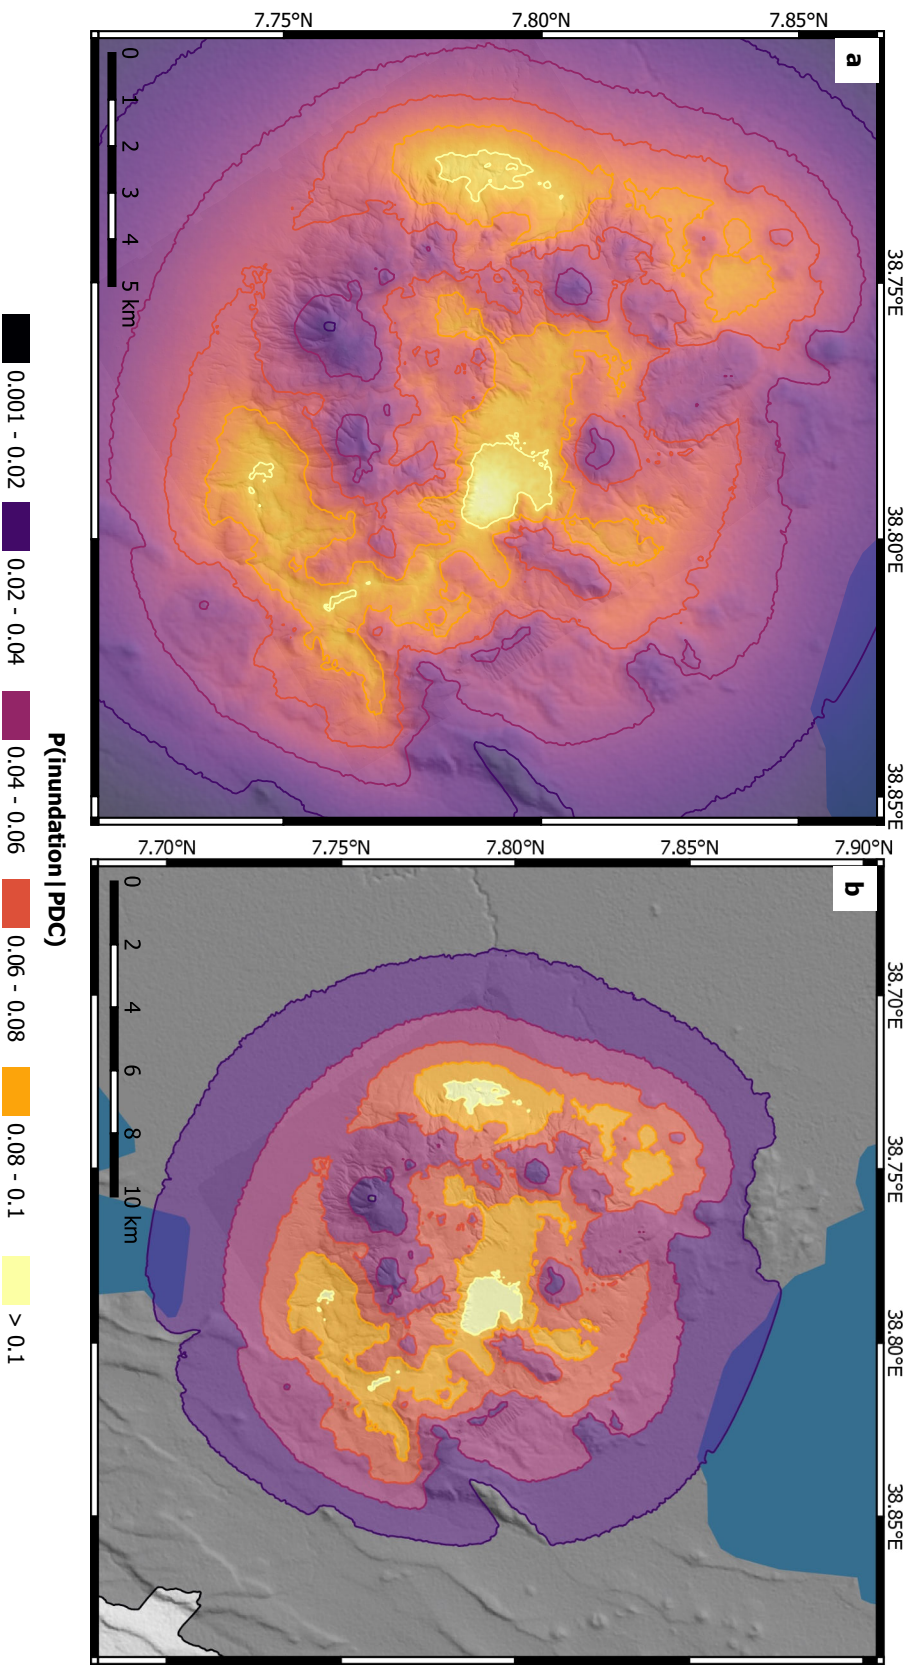 38.75°E 38.80°E 38.85°E
a
7.85°N
7.80°N
7.75°N
0 1 2 3 4 5 km
38.70°E 38.75°E 38.80°E 38.85°E
b
7.90°N
7.85°N
7.80°N
7.75°N
7.70°N
0 2 4 6 8 10 km
P(inundation|PDC)
0.001 - 0.02 0.02 - 0.04 0.04 - 0.06 0.06 - 0.08 0.08 - 0.1 > 0.1